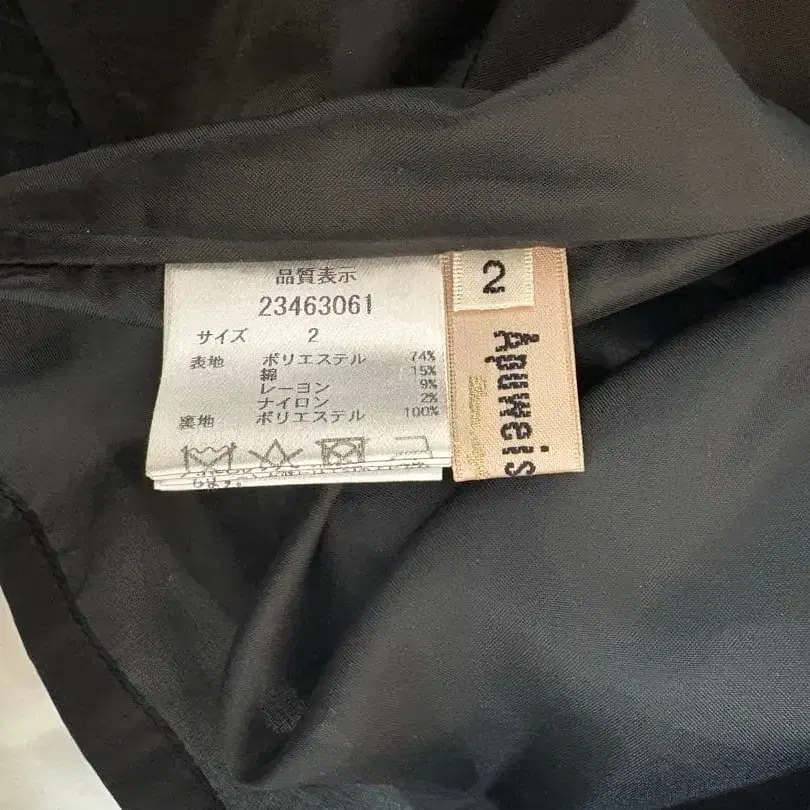 品質表示
23463061
サイズ 2
表地 ポリエステル 74%
綿 15%
レーヨン 9%
ナイロン 2%
裏地 ポリエステル 100%
2
Apuweis